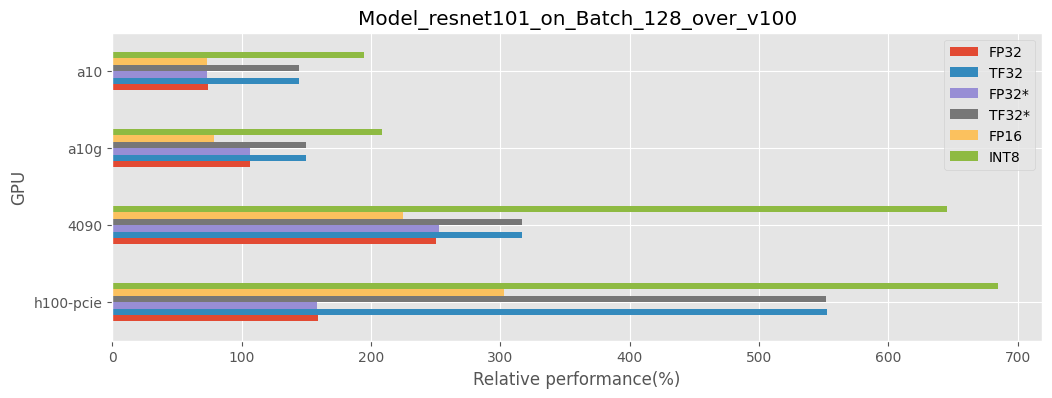 Model_resnet101_on_Batch_128_over_v100
FP32
TF32
FP32*
TF32*
FP16
INT8
GPU
a10
a10g
4090
h100-pcie
0 100 200 300 400 500 600 700
Relative performance(%)